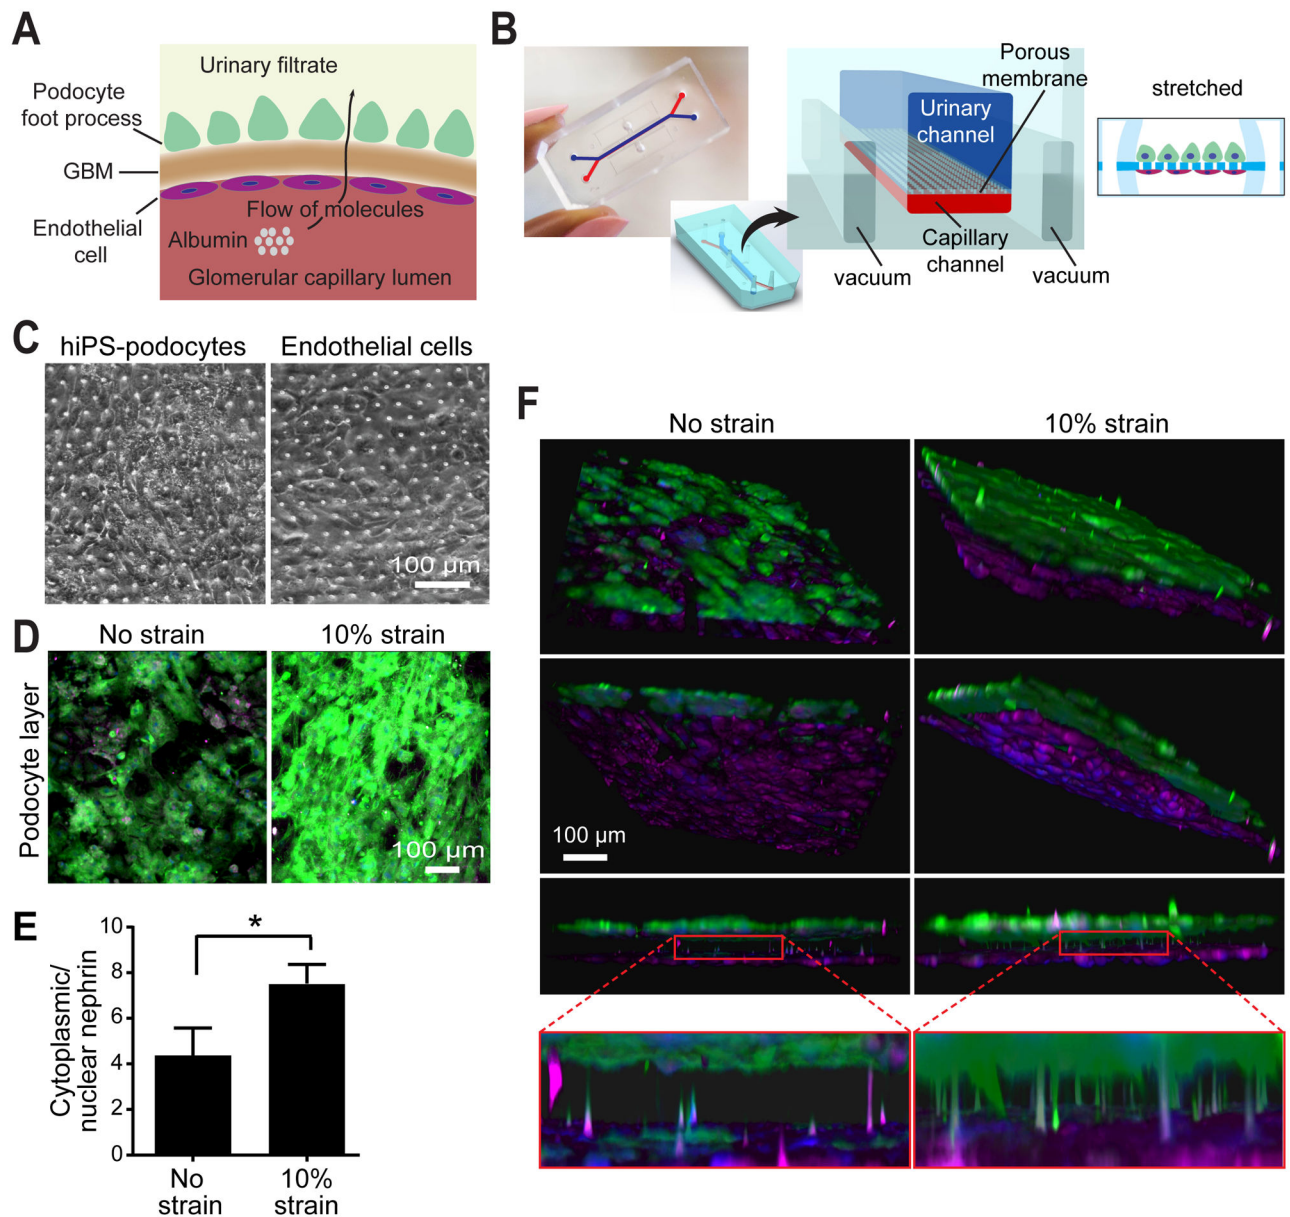 A
Urinary filtrate
Podocyte
foot process
GBM
Endothelial
cell
Flow of molecules
Albumin
Glomerular capillary lumen
B
Porous
membrane
Urinary
channel
Capillary
channel
vacuum
vacuum
stretched
C
hiPS-podocytes
Endothelial cells
100 µm
D
No strain
10% strain
Podocyte layer
100 µm
E
Cytoplasmic/
nuclear nephrin
10
8
6
4
2
0
*
No
strain
10%
strain
F
No strain
10% strain
100 µm